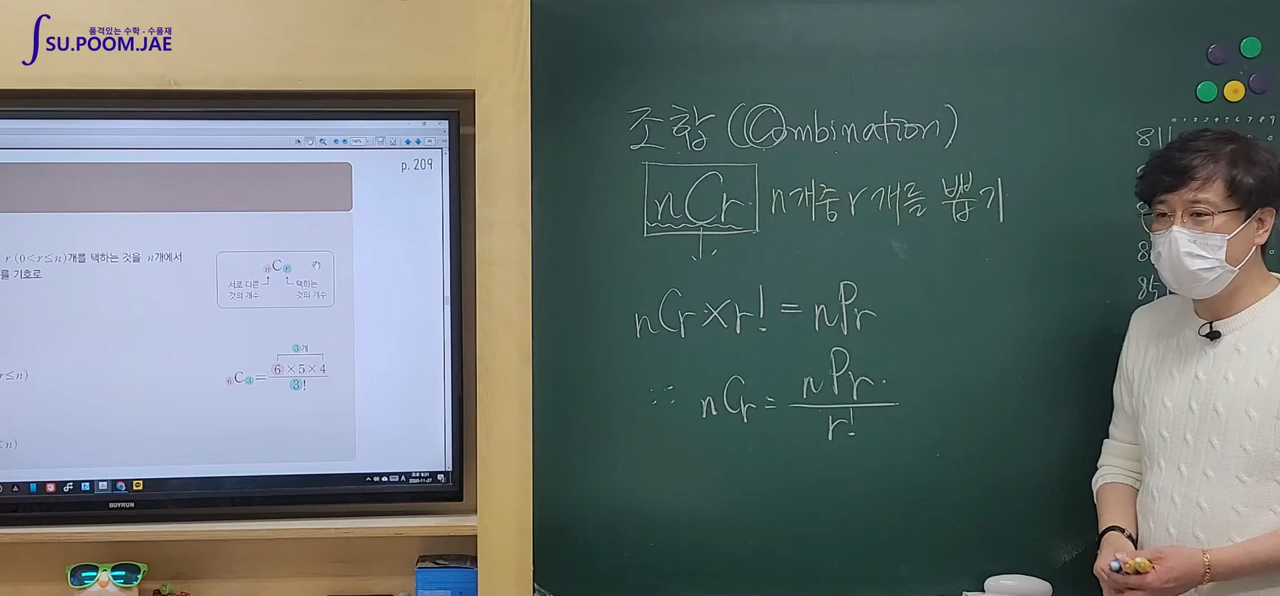 품격있는 수학 - 수품재
SU.POOM.JAE
p. 209
r (0<r≤n)개를 택하는 것을 n개에서
를 기호로
nCr
서로 다른 것의 개수
택하는 것의 개수
3개
6C3 = 6×5×4 / 3!
r≤n)
≤n)
BUYRUN
조합 (Combination)
nCr n개중 r개를 뽑기
nCr × r! = nPr
∴ nCr = nPr / r!
811